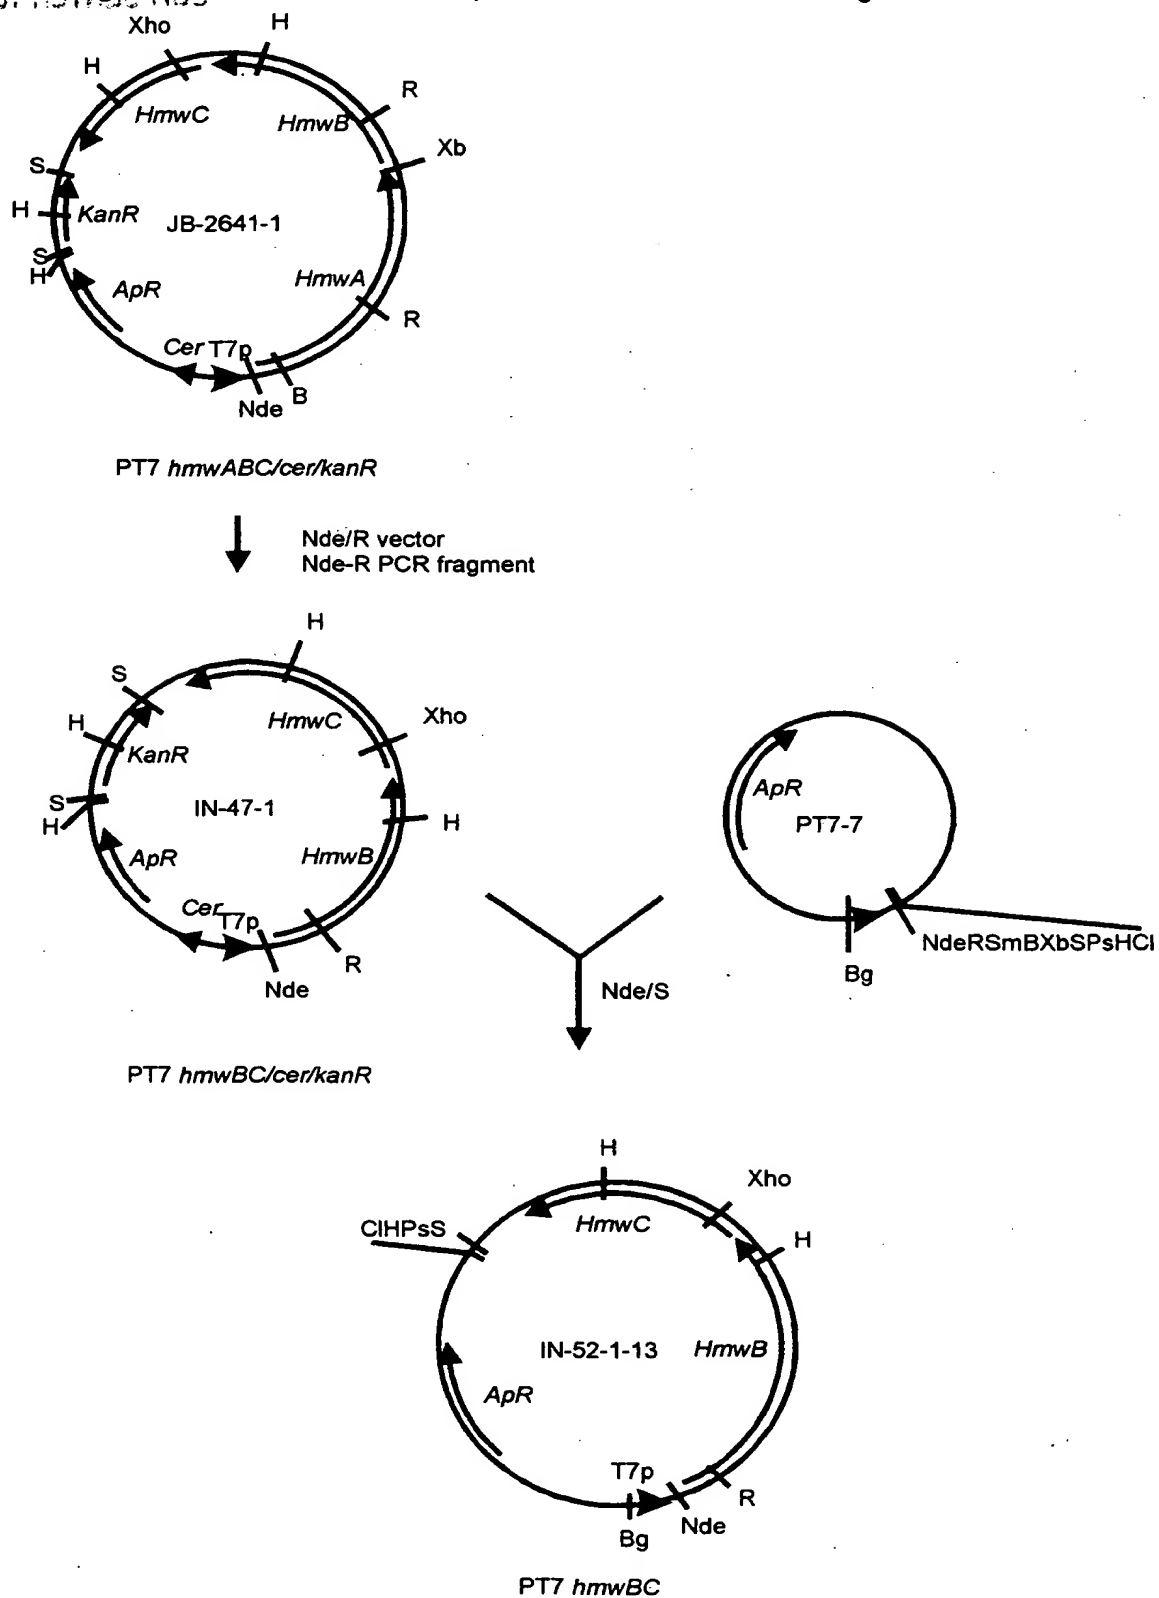 Xho
H
H
R
HmwC
HmwB
Xb
S
H
KanR
JB-2641-1
S
H
HmwA
ApR
R
Cer T7p
B
Nde
PT7 hmwABC/cer/kanR
Nde/R vector
Nde-R PCR fragment
H
S
HmwC
Xho
H
KanR
ApR
S
IN-47-1
PT7-7
H
H
ApR
HmwB
Cer T7p
NdeRSmBXbSPsHCl
R
Bg
Nde
Nde/S
PT7 hmwBC/cer/kanR
H
Xho
ClHPsS
HmwC
H
IN-52-1-13
HmwB
ApR
T7p
R
Nde
Bg
PT7 hmwBC